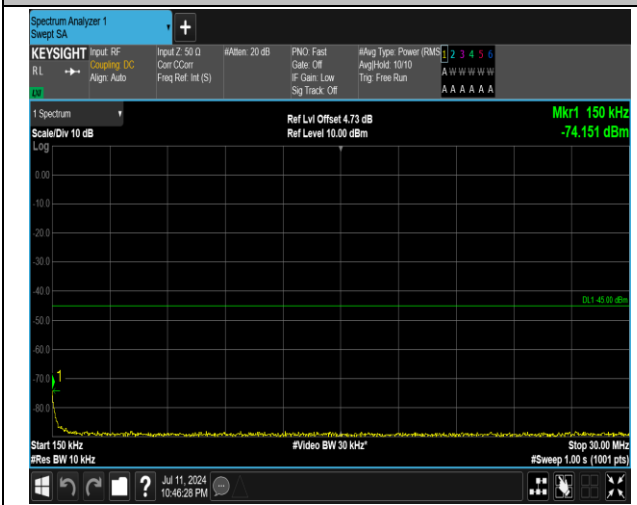 Spectrum Analyzer 1
Swept SA
+
KEYSIGHT Input: RF Input Z: 50 Ω #Atten: 20 dB PNO: Fast #Avg Type: Power (RMS 1 2 3 4 5 6
RL Coupling: DC Corr CCorr Gate: Off Avg|Hold: 10/10 A W W W W W
Align: Auto Freq Ref: Int (S) IF Gain: Low Trig: Free Run
LXI Sig Track: Off A A A A A A
1 Spectrum Ref Lvl Offset 4.73 dB Mkr1 150 kHz
Scale/Div 10 dB Ref Level 10.00 dBm -74.151 dBm
Log
0.00
-10.0
-20.0
-30.0
-40.0
DL1 -45.00 dBm
-50.0
-60.0
-70.0 1
-80.0
Start 150 kHz #Video BW 30 kHz* Stop 30.00 MHz
#Res BW 10 kHz #Sweep 1.00 s (1001 pts)
? Jul 11, 2024
10:46:28 PM